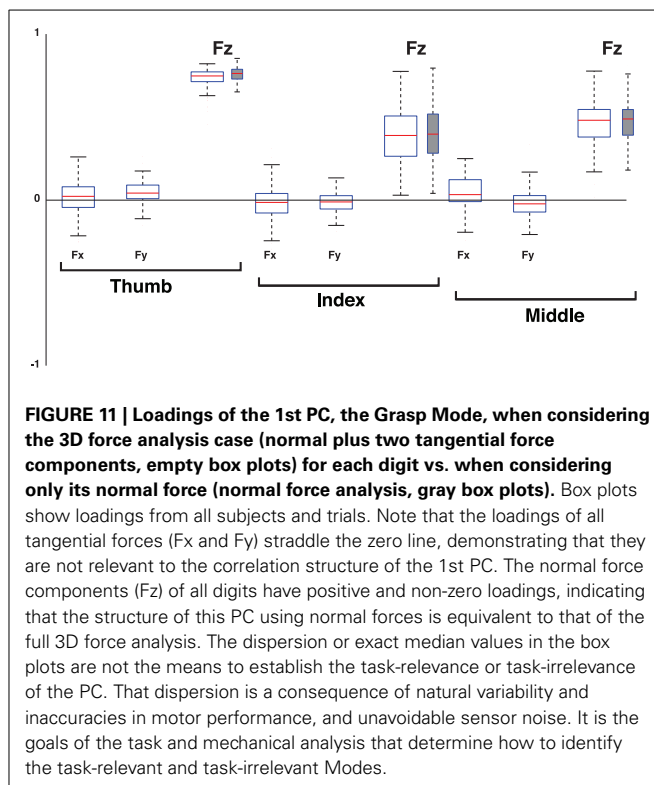 1
Fz Fz Fz
0
Fx Fy Fx Fy Fx Fy
Thumb Index Middle
-1
FIGURE 11 | Loadings of the 1st PC, the Grasp Mode, when considering
the 3D force analysis case (normal plus two tangential force
components, empty box plots) for each digit vs. when considering
only its normal force (normal force analysis, gray box plots). Box plots
show loadings from all subjects and trials. Note that the loadings of all
tangential forces (Fx and Fy) straddle the zero line, demonstrating that they
are not relevant to the correlation structure of the 1st PC. The normal force
components (Fz) of all digits have positive and non-zero loadings, indicating
that the structure of this PC using normal forces is equivalent to that of the
full 3D force analysis. The dispersion or exact median values in the box
plots are not the means to establish the task-relevance or task-irrelevance
of the PC. That dispersion is a consequence of natural variability and
inaccuracies in motor performance, and unavoidable sensor noise. It is the
goals of the task and mechanical analysis that determine how to identify
the task-relevant and task-irrelevant Modes.